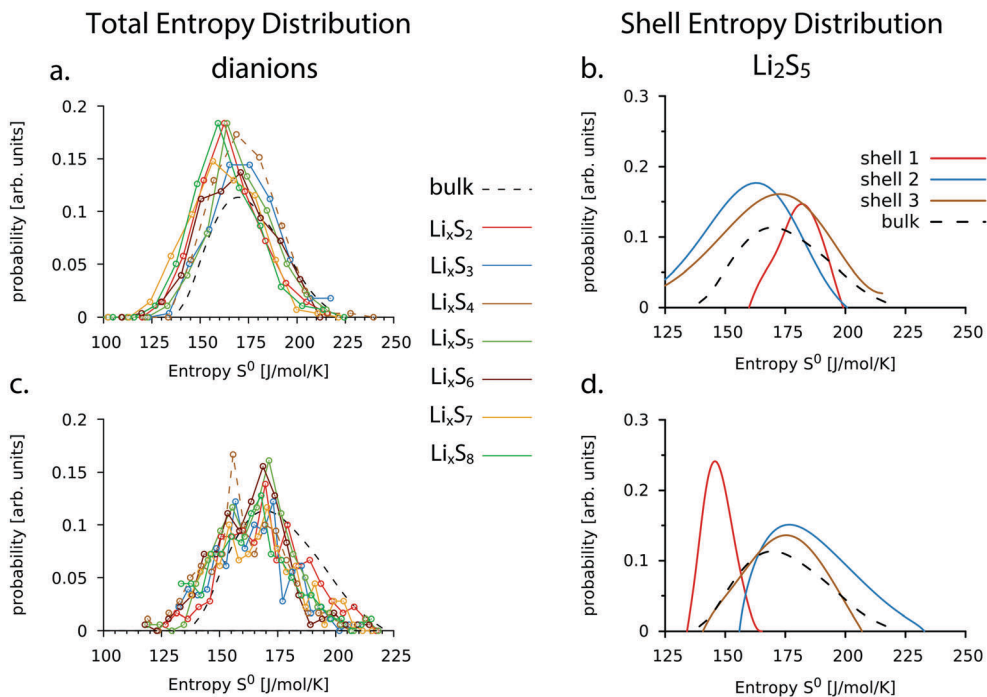 Total Entropy Distribution
Shell Entropy Distribution
a.
dianions
b.
Li₂S₅
0.2
0.15
0.1
0.05
0
probability [arb. units]
100 125 150 175 200 225 250
Entropy S⁰ [J/mol/K]
bulk
LiₓS₂
LiₓS₃
LiₓS₄
LiₓS₅
LiₓS₆
LiₓS₇
LiₓS₈
0.3
0.2
0.1
0
probability [arb. units]
shell 1
shell 2
shell 3
bulk
125 150 175 200 225 250
Entropy S⁰ [J/mol/K]
c.
0.2
0.15
0.1
0.05
0
probability [arb. units]
100 125 150 175 200 225 250
Entropy S⁰ [J/mol/K]
d.
0.3
0.2
0.1
0
probability [arb. units]
125 150 175 200 225 250
Entropy S⁰ [J/mol/K]